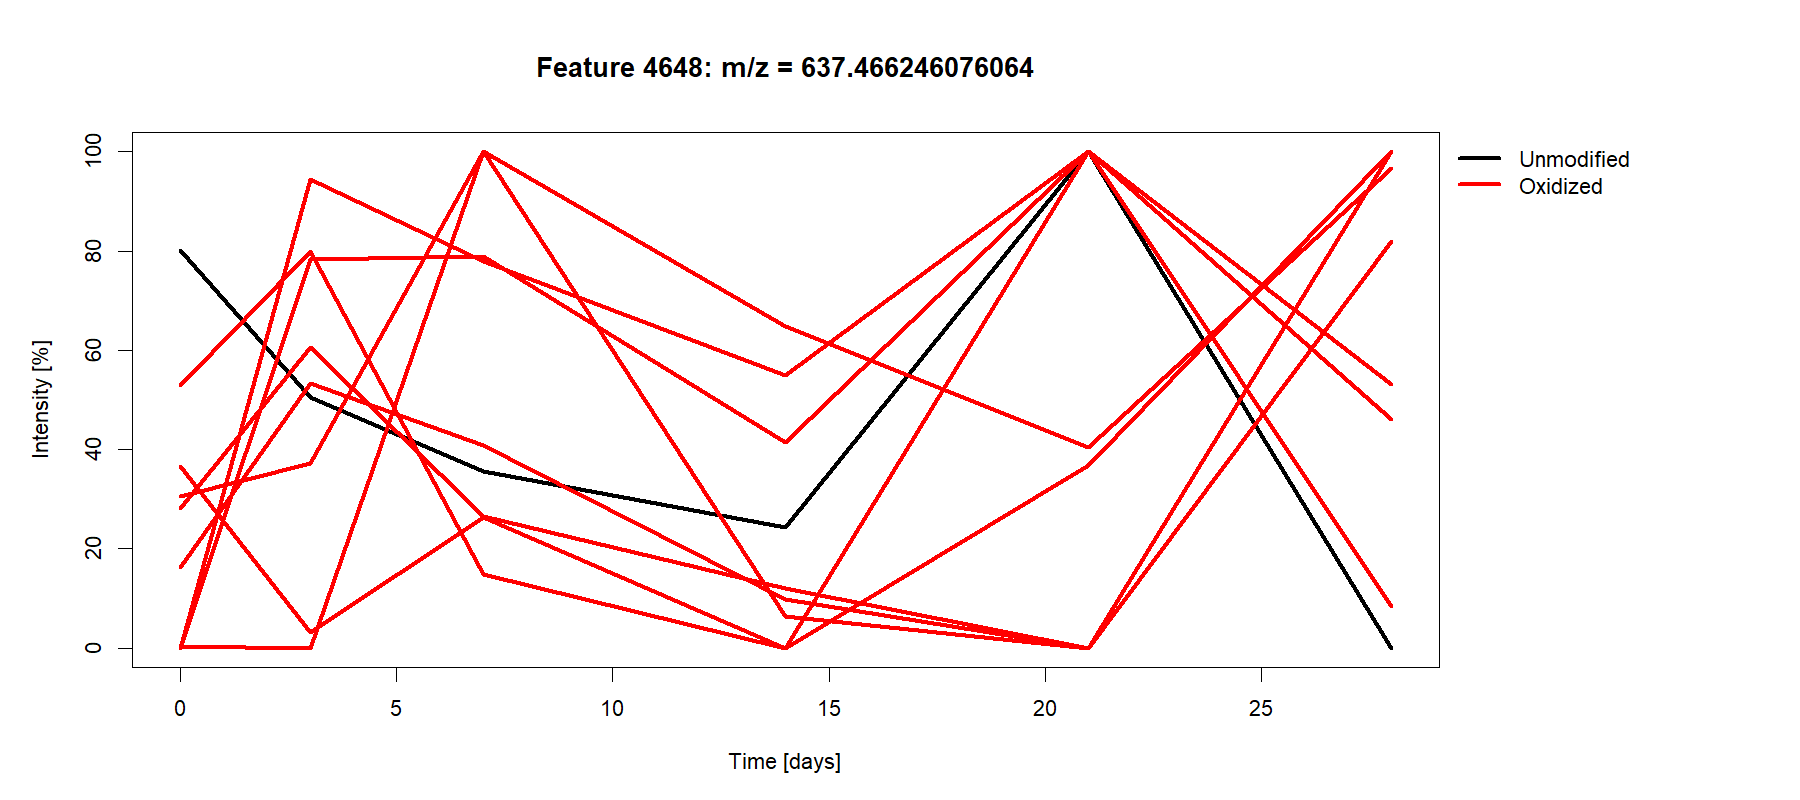 Feature 4648: m/z = 637.466246076064
Unmodified
Oxidized
Intensity [%]
100
80
60
40
20
0
0 5 10 15 20 25
Time [days]